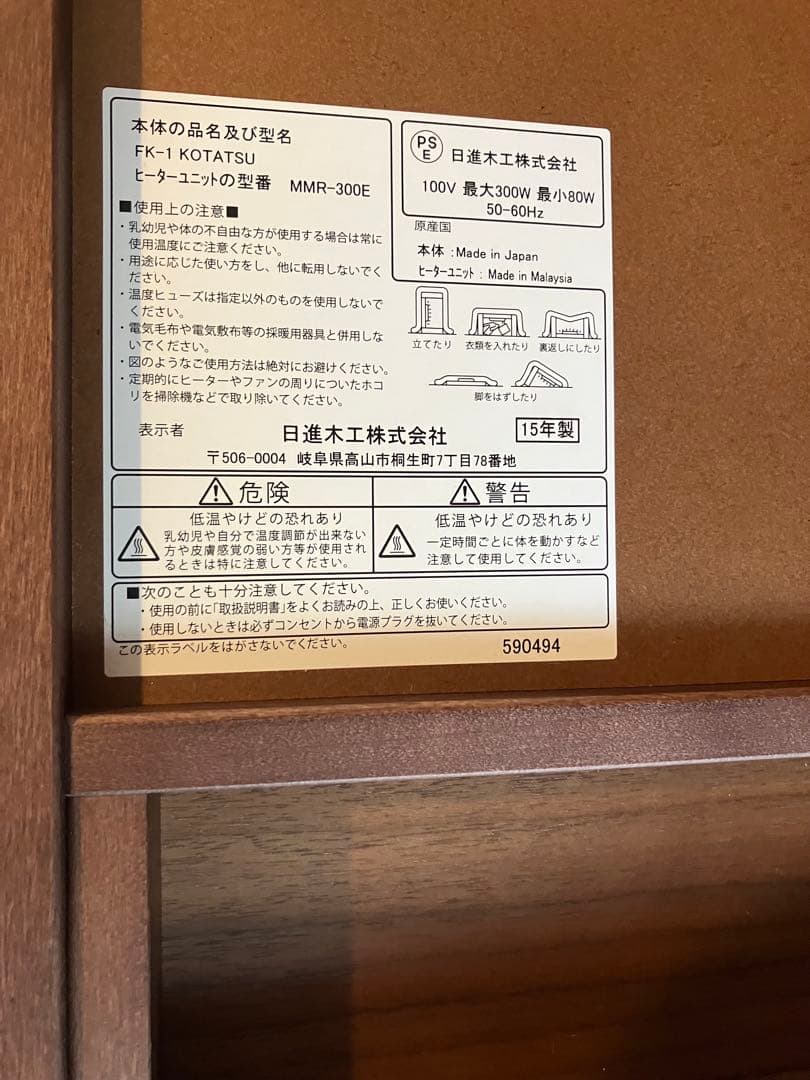 本体の品名及び型名
FK-1 KOTATSU
ヒーターユニットの型番 MMR-300E
PS
E
日進木工株式会社
100V 最大300W 最小80W
50-60Hz
原産国
本体 : Made in Japan
ヒーターユニット : Made in Malaysia
■使用上の注意■
・乳幼児や体の不自由な方が使用する場合は常に
使用温度にご注意ください。
・用途に応じた使い方をし、他に転用しないでく
ださい。
・温度ヒューズは指定以外のものを使用しないで
ください。
・電気毛布や電気敷布等の採暖用器具と併用しな
いでください。
・図のようなご使用方法は絶対にお避けください。
・定期的にヒーターやファンの周りについたホコ
リを掃除機などで取り除いてください。
立てたり 衣類を入れたり 裏返しにしたり
脚をはずしたり
表示者 日進木工株式会社 15年製
〒506-0004 岐阜県高山市桐生町7丁目78番地
危険
低温やけどの恐れあり
乳幼児や自分で温度調節が出来ない
方や皮膚感覚の弱い方等が使用され
るときは特に注意してください。
警告
低温やけどの恐れあり
一定時間ごとに体を動かすなど
注意して使用してください。
■次のことも十分注意してください。
・使用の前に「取扱説明書」をよくお読みの上、正しくお使いください。
・使用しないときは必ずコンセントから電源プラグを抜いてください。
この表示ラベルをはがさないでください。 590494